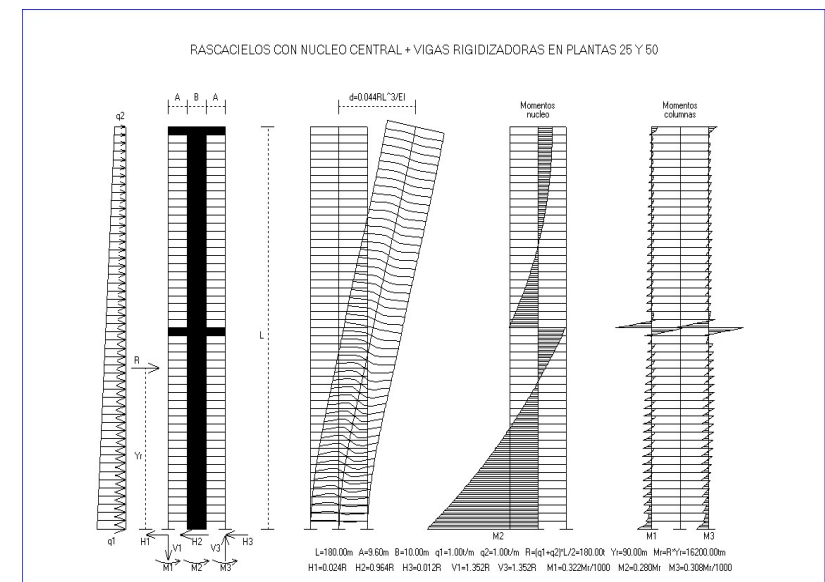 RASCACIELOS CON NUCLEO CENTRAL + VIGAS RIGIDIZADORAS EN PLANTAS 25 Y 50
A B A
d=0.044RL^3/EI
Momentos
nucleo
Momentos
columnas
q2
L
R
Yr
q1
H1
V1
H2
V3
H3
M1
M2
M3
M2
M1
M3
L=180.00m A=9.60m B=10.00m q1=1.00t/m q2=1.00t/m R=(q1+q2)*L/2=180.00t Yr=90.00m Mr=R*Yr=16200.00tm
H1=0.024R H2=0.964R H3=0.012R V1=1.352R V3=1.352R M1=0.322Mr/1000 M2=0.280Mr M3=0.308Mr/1000